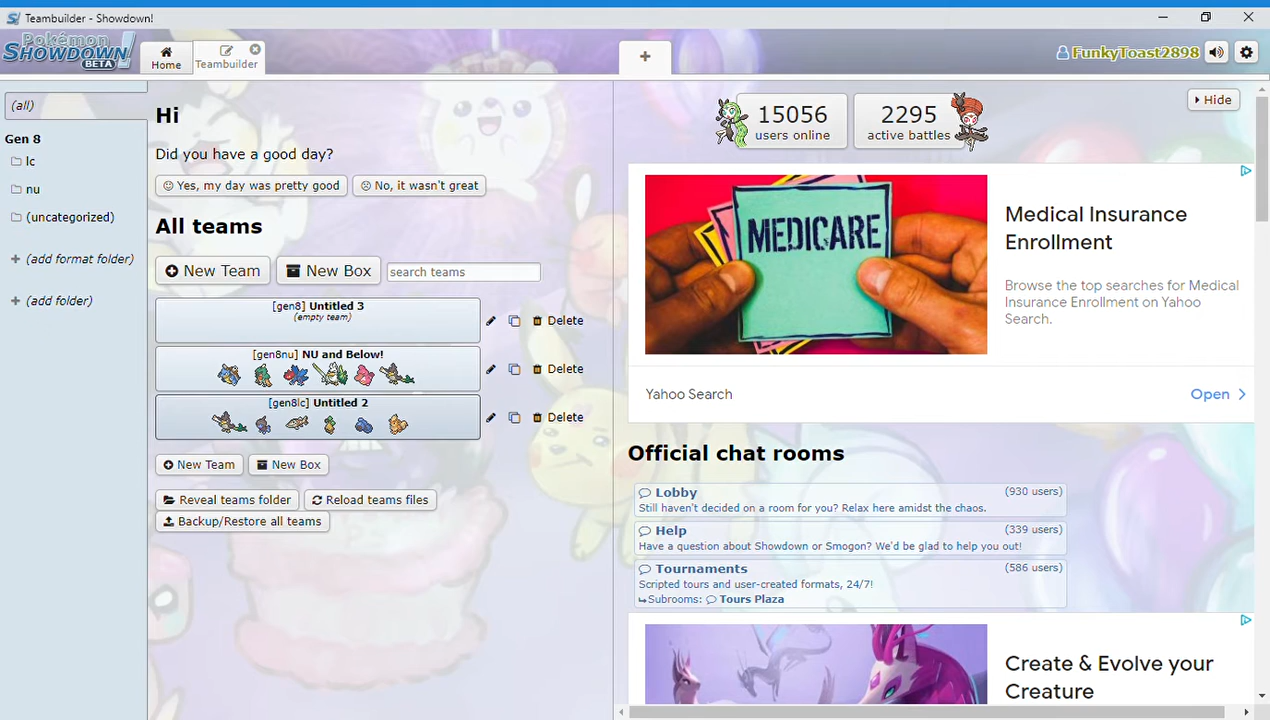 Teambuilder - Showdown!
Pokémon
SHOWDOWN!
BETA
Home
Teambuilder
FunkyToast2898
(all)
Gen 8
lc
nu
(uncategorized)
(add format folder)
(add folder)
Hi
Did you have a good day?
Yes, my day was pretty good
No, it wasn't great
All teams
New Team
New Box
search teams
[gen8] Untitled 3
(empty team)
Delete
[gen8nu] NU and Below!
Delete
[gen8lc] Untitled 2
Delete
New Team
New Box
Reveal teams folder
Reload teams files
Backup/Restore all teams
15056
users online
2295
active battles
Hide
MEDICARE
Medical Insurance
Enrollment
Browse the top searches for Medical
Insurance Enrollment on Yahoo
Search.
Yahoo Search
Open
Official chat rooms
Lobby (930 users)
Still haven't decided on a room for you? Relax here amidst the chaos.
Help (339 users)
Have a question about Showdown or Smogon? We'd be glad to help you out!
Tournaments (586 users)
Scripted tours and user-created formats, 24/7!
Subrooms: Tours Plaza
Create & Evolve your
Creature